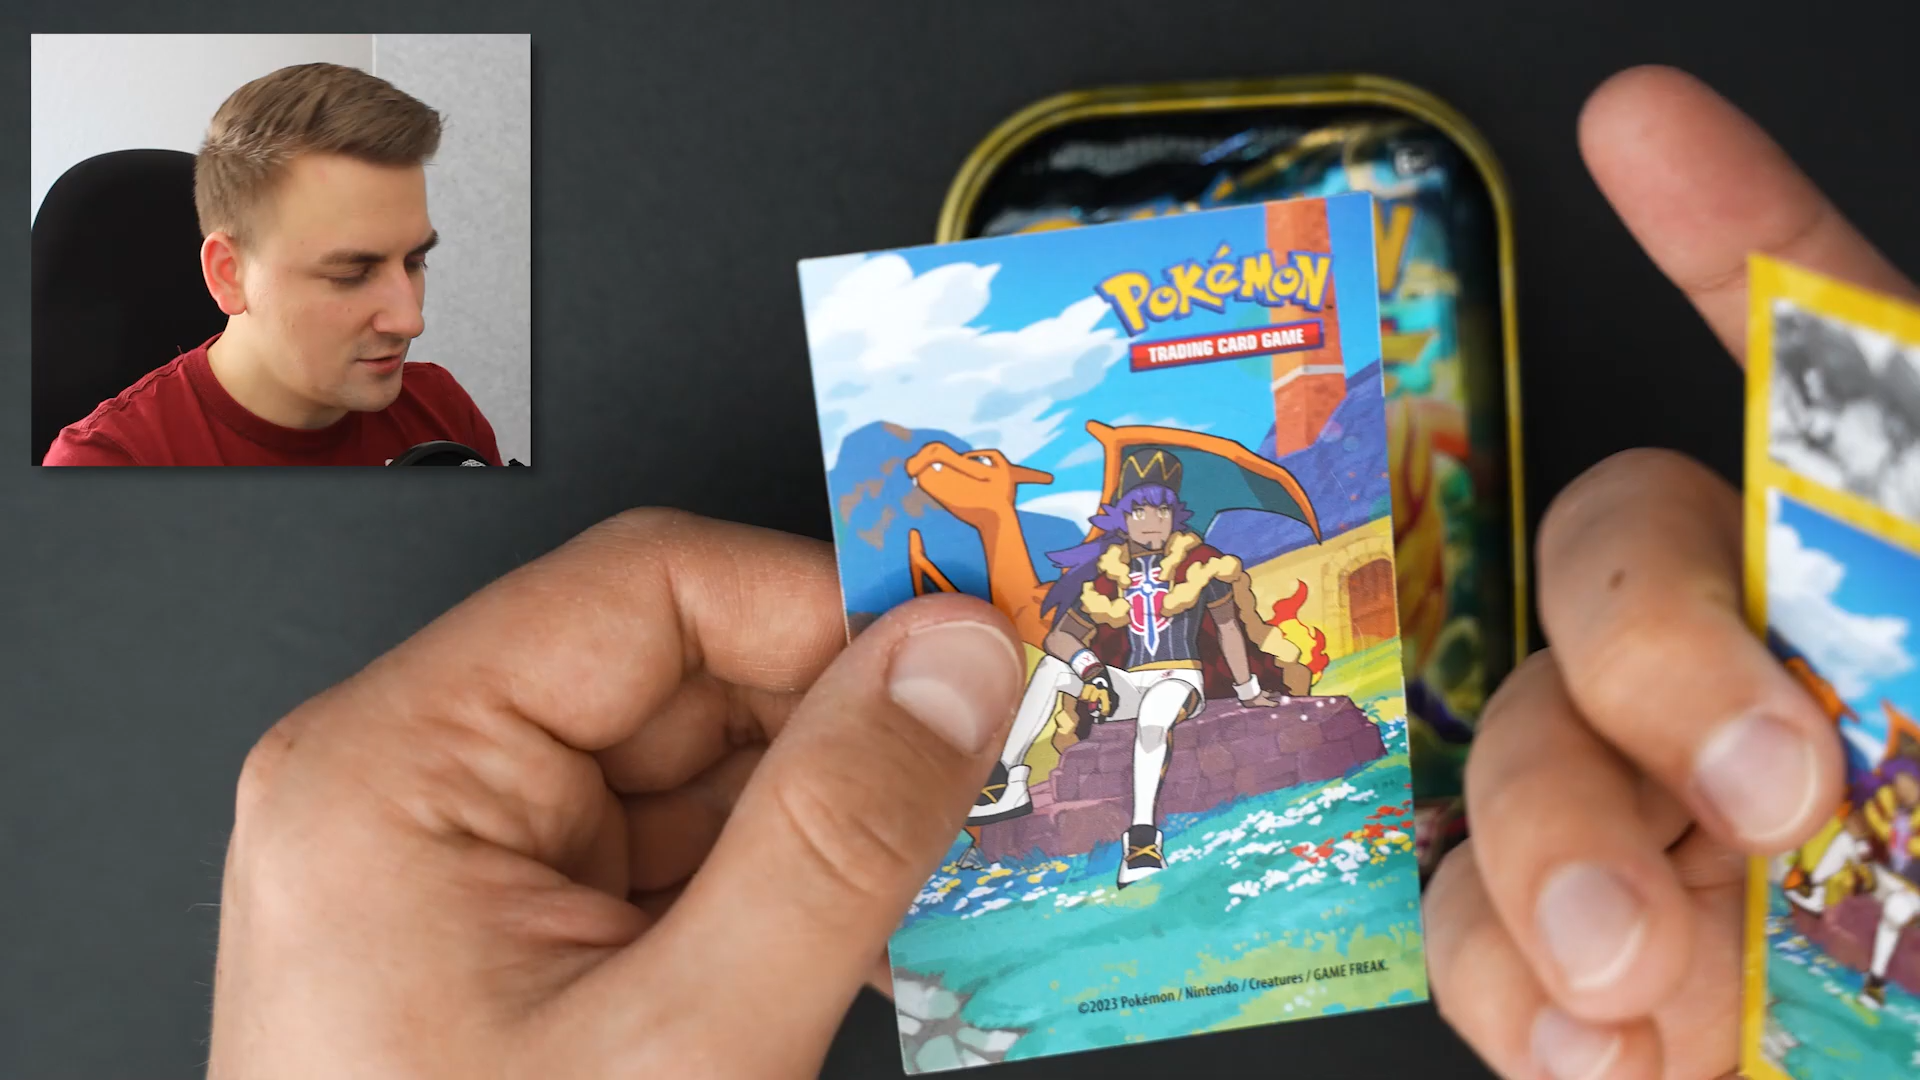 Pokémon
TRADING CARD GAME
©2023 Pokémon / Nintendo / Creatures / GAME FREAK.